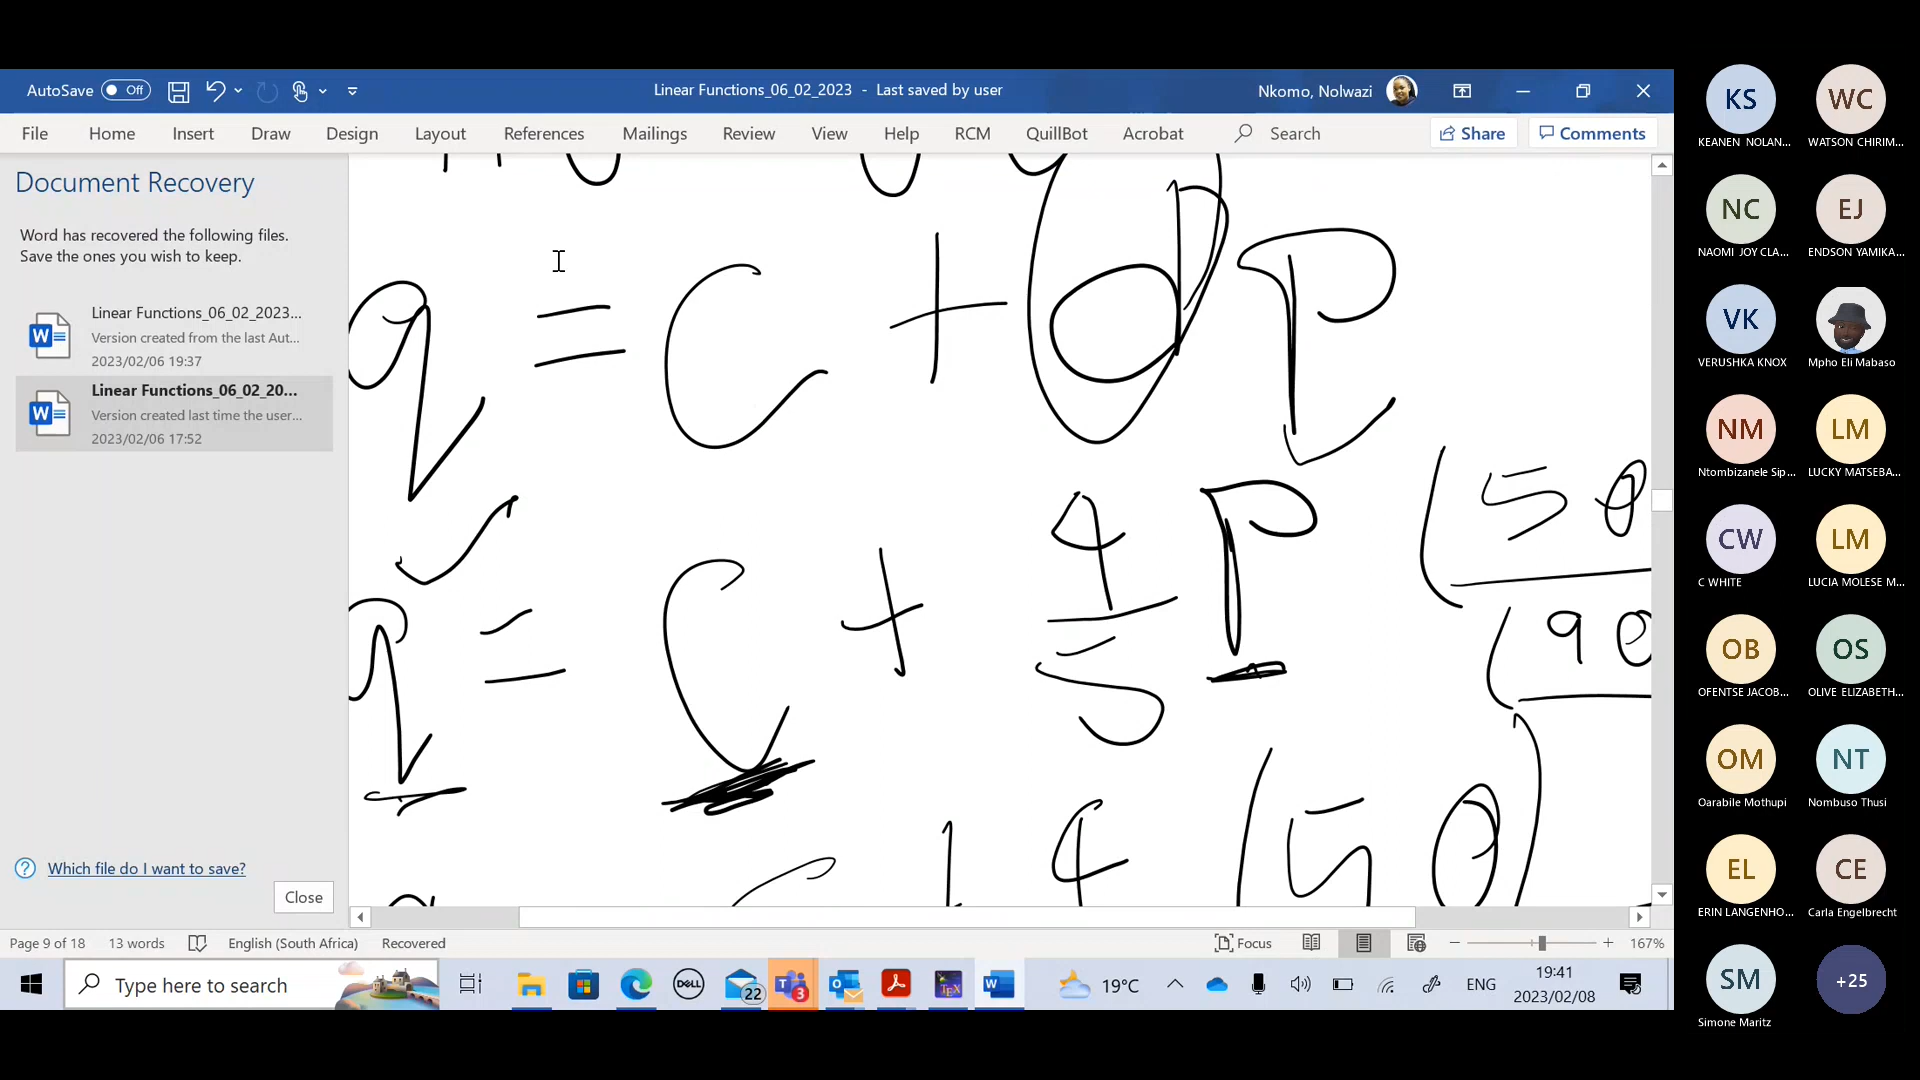 AutoSave Off
Linear Functions_06_02_2023 - Last saved by user
Nkomo, Nolwazi
File Home Insert Draw Design Layout References Mailings Review View Help RCM QuillBot Acrobat Search Share Comments
Document Recovery
Word has recovered the following files.
Save the ones you wish to keep.
Linear Functions_06_02_2023...
Version created from the last Aut...
2023/02/06 19:37
Linear Functions_06_02_20...
Version created last time the user...
2023/02/06 17:52
Which file do I want to save?
Close
q = C + d P
q = C + 4/5 P
(50
(90
4 (50)
Page 9 of 18 13 words English (South Africa) Recovered Focus 167%
Type here to search
22
3
19°C
ENG
19:41
2023/02/08
KS
KEANEN NOLAN...
WC
WATSON CHIRIM...
NC
NAOMI JOY CLA...
EJ
ENDSON YAMIKA...
VK
VERUSHKA KNOX
Mpho Eli Mabaso
NM
Ntombizanele Sip...
LM
LUCKY MATSEBA...
CW
C WHITE
LM
LUCIA MOLESE M...
OB
OFENTSE JACOB...
OS
OLIVE ELIZABETH...
OM
Oarabile Mothupi
NT
Nombuso Thusi
EL
ERIN LANGENHO...
CE
Carla Engelbrecht
SM
Simone Maritz
+25